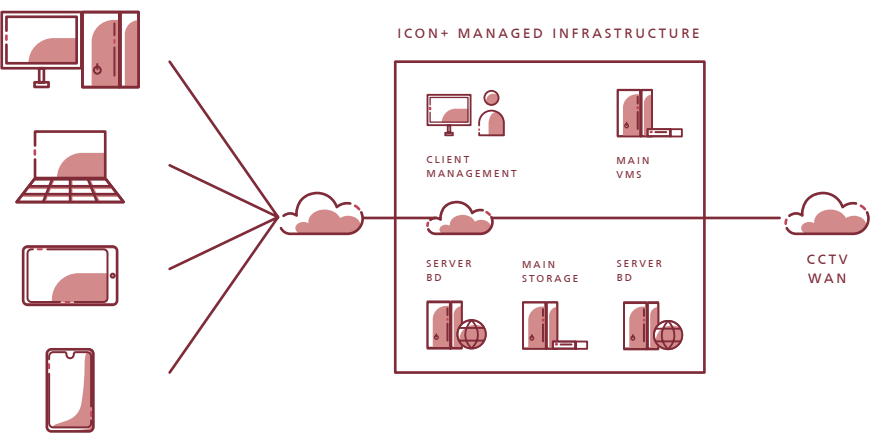 ICON+ MANAGED INFRASTRUCTURE
CLIENT
MANAGEMENT
MAIN
VMS
SERVER
BD
MAIN
STORAGE
SERVER
BD
CCTV
WAN